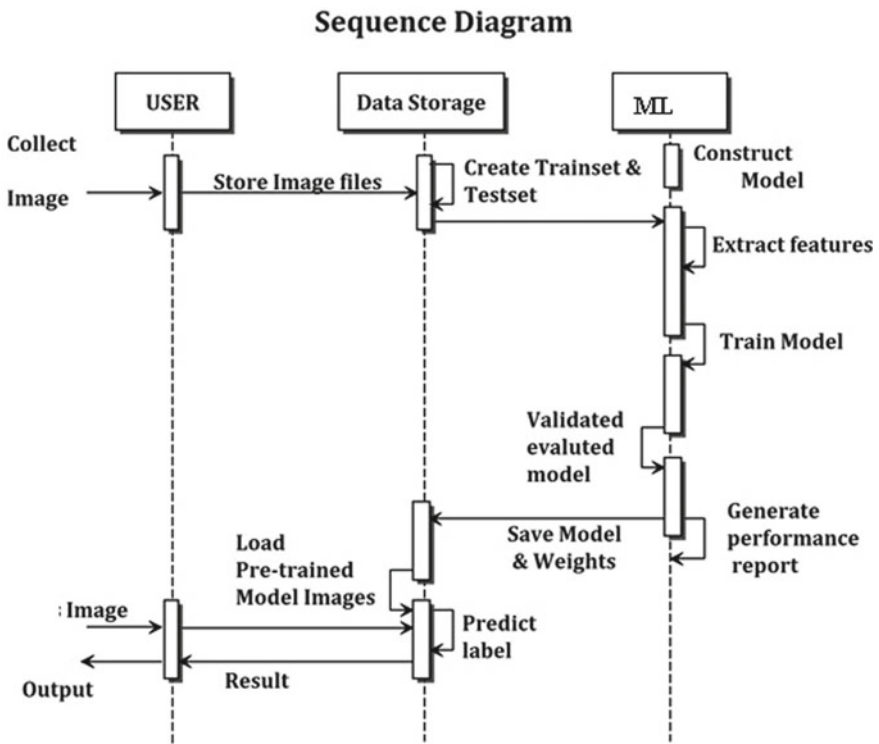 Sequence Diagram
USER
Data Storage
ML
Collect
Image
Store Image files
Create Trainset &
Testset
Construct
Model
Extract features
Train Model
Validated
evaluted
model
Save Model
& Weights
Generate
performance
report
Load
Pre-trained
Model Images
: Image
Predict
label
Result
Output